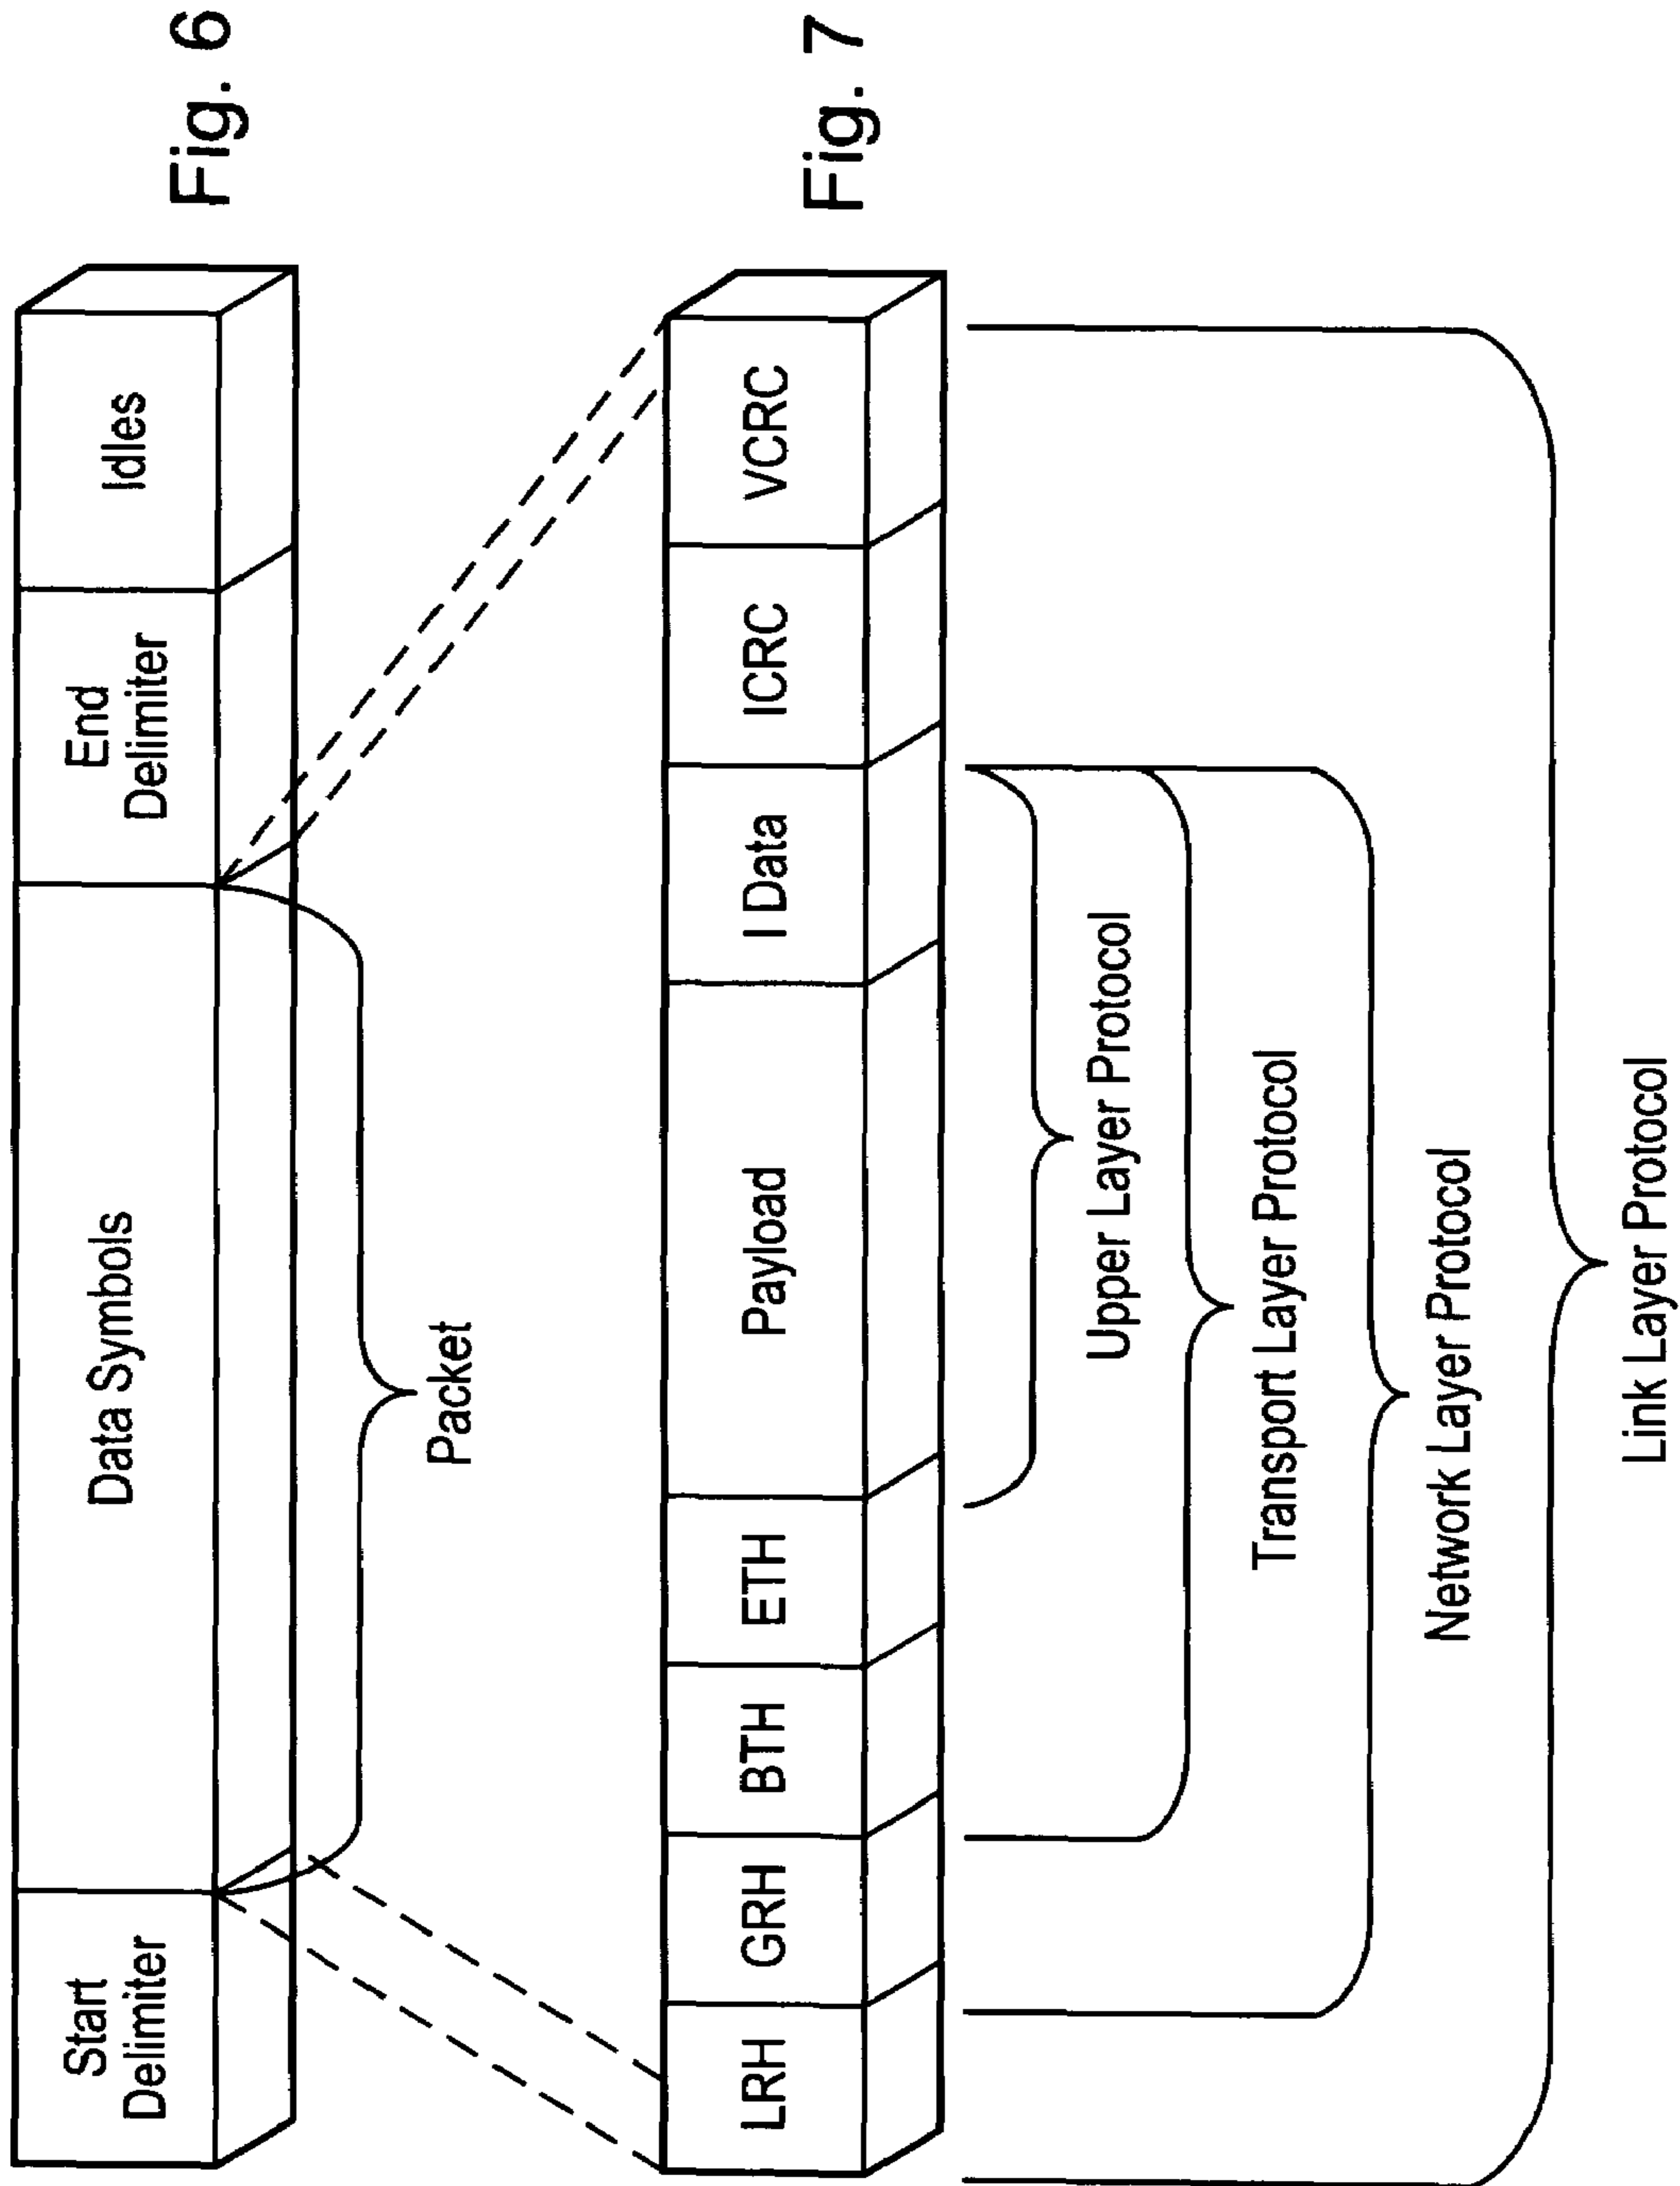 Start
Delimiter
Data Symbols
End
Delimiter
Idles
Packet
Fig. 6
LRH
GRH
BTH
ETH
Payload
I Data
ICRC
VCRC
Fig. 7
Upper Layer Protocol
Transport Layer Protocol
Network Layer Protocol
Link Layer Protocol